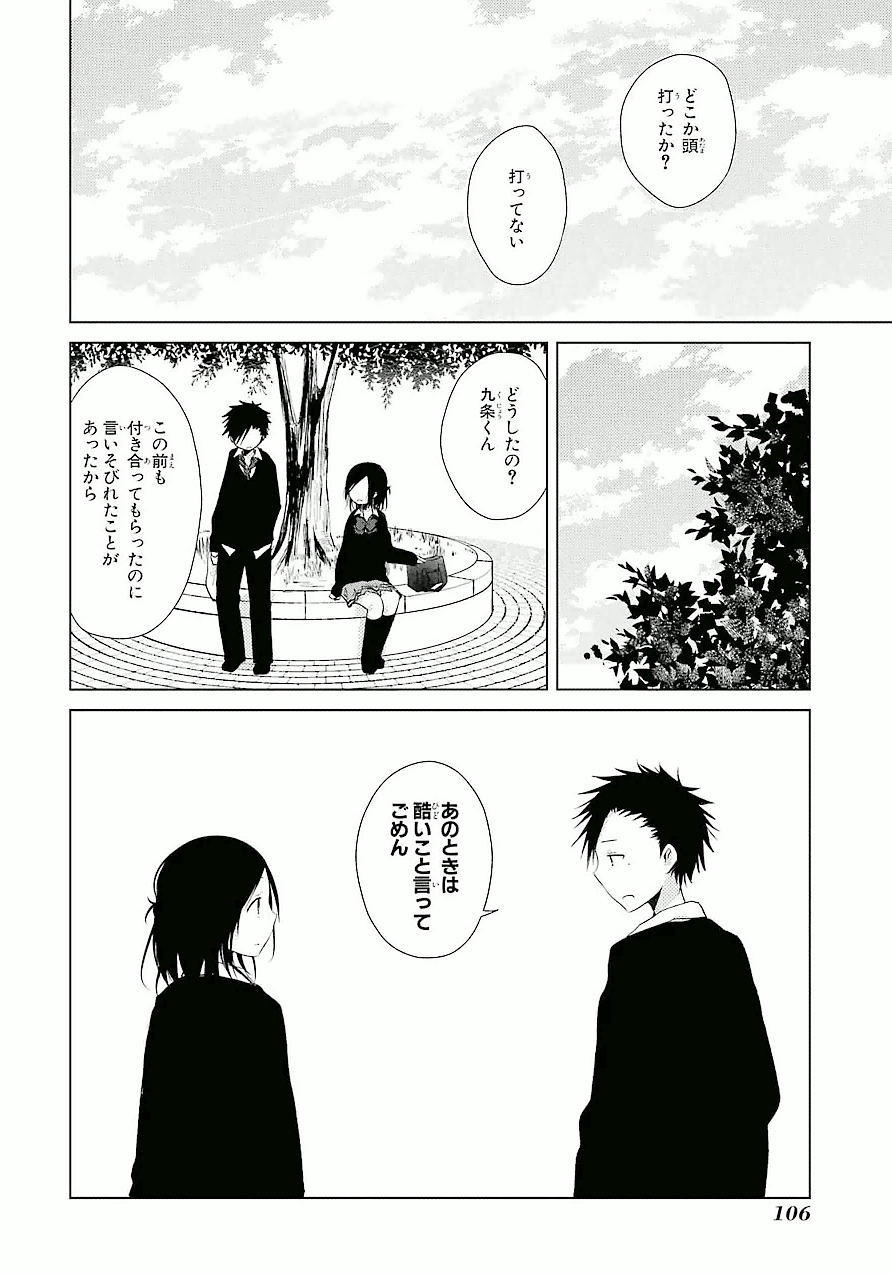 どこか頭
打ったか?
打ってない
どうしたの?
九条くん
この前も
付き合ってもらったのに
言いそびれたことが
あったから
あのときは
酷いこと言って
ごめん
106